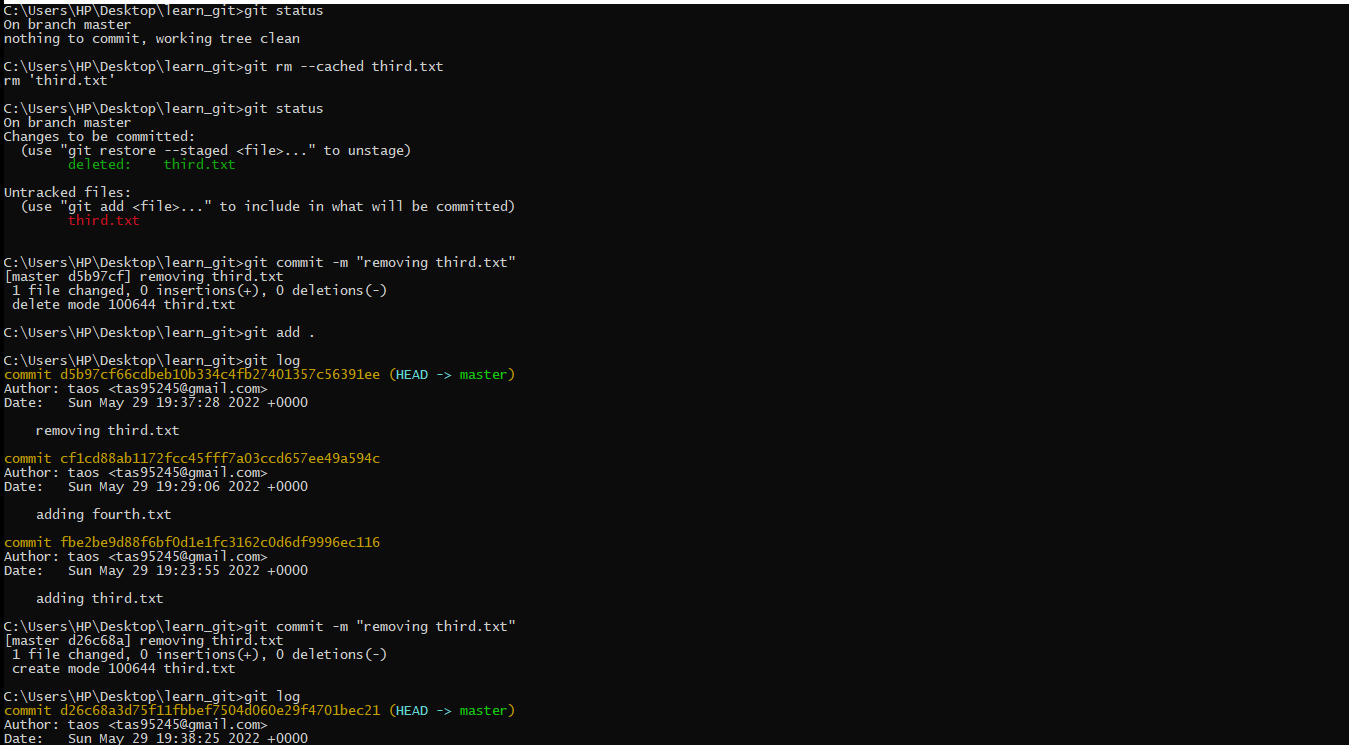 C:\Users\HP\Desktop\learn_git>git status
On branch master
nothing to commit, working tree clean
C:\Users\HP\Desktop\learn_git>git rm --cached third.txt
rm 'third.txt'
C:\Users\HP\Desktop\learn_git>git status
On branch master
Changes to be committed:
  (use "git restore --staged <file>..." to unstage)
        deleted:    third.txt
Untracked files:
  (use "git add <file>..." to include in what will be committed)
        third.txt
C:\Users\HP\Desktop\learn_git>git commit -m "removing third.txt"
[master d5b97cf] removing third.txt
 1 file changed, 0 insertions(+), 0 deletions(-)
 delete mode 100644 third.txt
C:\Users\HP\Desktop\learn_git>git add .
C:\Users\HP\Desktop\learn_git>git log
commit d5b97cf66cdbeb10b334c4fb27401357c56391ee (HEAD -> master)
Author: taos <tas95245@gmail.com>
Date:   Sun May 29 19:37:28 2022 +0000
    removing third.txt
commit cf1cd88ab1172fcc45fff7a03ccd657ee49a594c
Author: taos <tas95245@gmail.com>
Date:   Sun May 29 19:29:06 2022 +0000
    adding fourth.txt
commit fbe2be9d88f6bf0d1e1fc3162c0d6df9996ec116
Author: taos <tas95245@gmail.com>
Date:   Sun May 29 19:23:55 2022 +0000
    adding third.txt
C:\Users\HP\Desktop\learn_git>git commit -m "removing third.txt"
[master d26c68a] removing third.txt
 1 file changed, 0 insertions(+), 0 deletions(-)
 create mode 100644 third.txt
C:\Users\HP\Desktop\learn_git>git log
commit d26c68a3d75f11fbbef7504d060e29f4701bec21 (HEAD -> master)
Author: taos <tas95245@gmail.com>
Date:   Sun May 29 19:38:25 2022 +0000